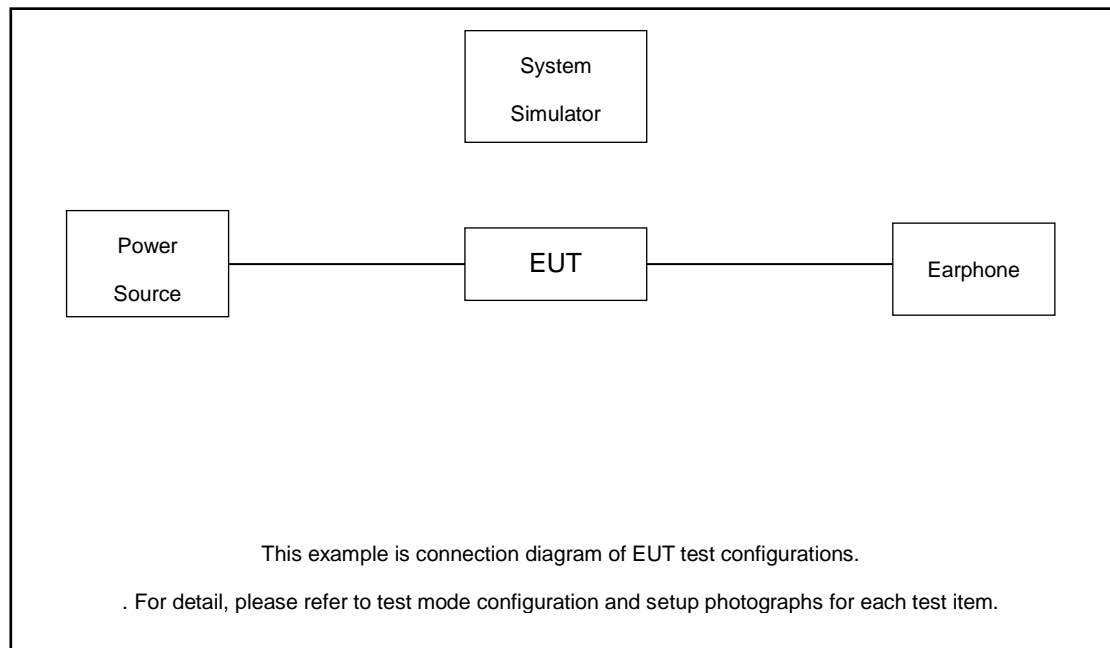 System
Simulator
Power
Source
EUT
Earphone
This example is connection diagram of EUT test configurations.
. For detail, please refer to test mode configuration and setup photographs for each test item.